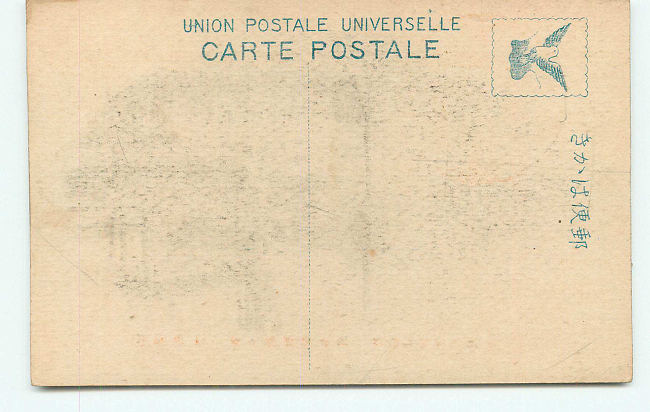 UNION POSTALE UNIVERSELLE
CARTE POSTALE
郵便はかき